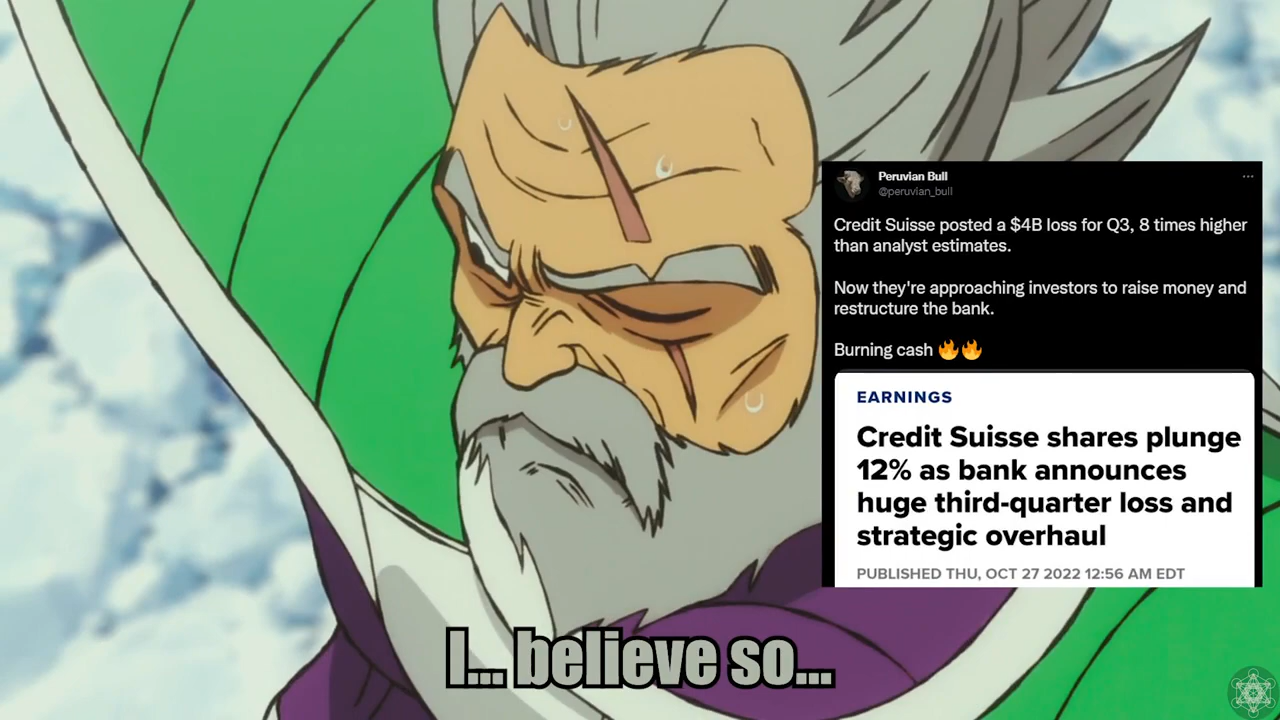 Peruvian Bull
@peruvian_bull
Credit Suisse posted a $4B loss for Q3, 8 times higher
than analyst estimates.
Now they're approaching investors to raise money and
restructure the bank.
Burning cash 🔥🔥
EARNINGS
Credit Suisse shares plunge
12% as bank announces
huge third-quarter loss and
strategic overhaul
PUBLISHED THU, OCT 27 2022 12:56 AM EDT
I... believe so...